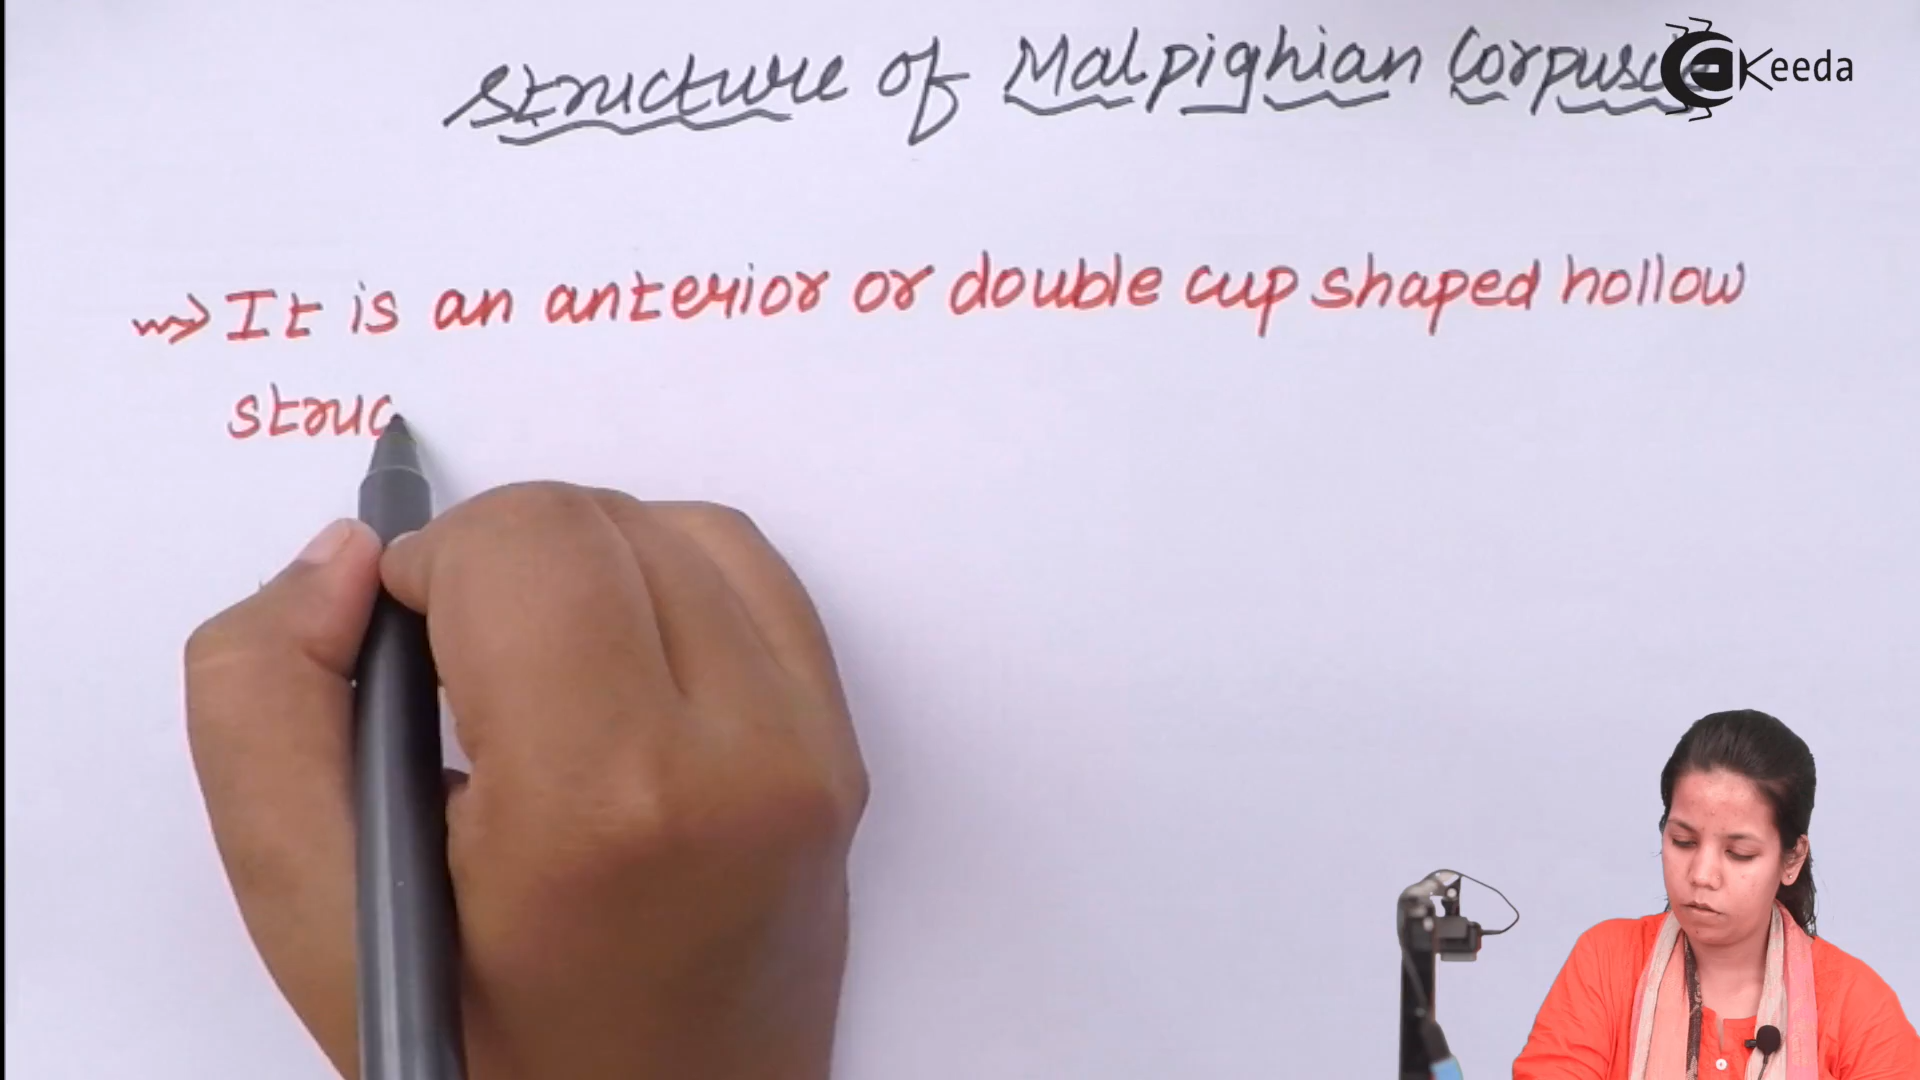 Structure of Malpighian Corpuscle
Keeda
It is an anterior or double cup shaped hollow
struc